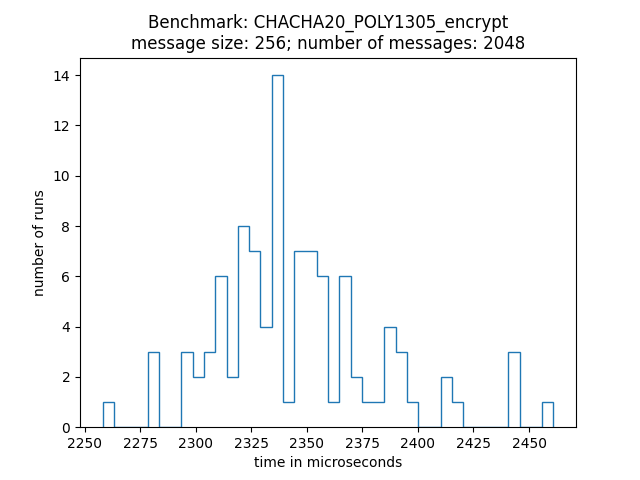 Benchmark: CHACHA20_POLY1305_encrypt
message size: 256; number of messages: 2048
14
12
10
8
6
4
2
0
number of runs
2250 2275 2300 2325 2350 2375 2400 2425 2450
time in microseconds